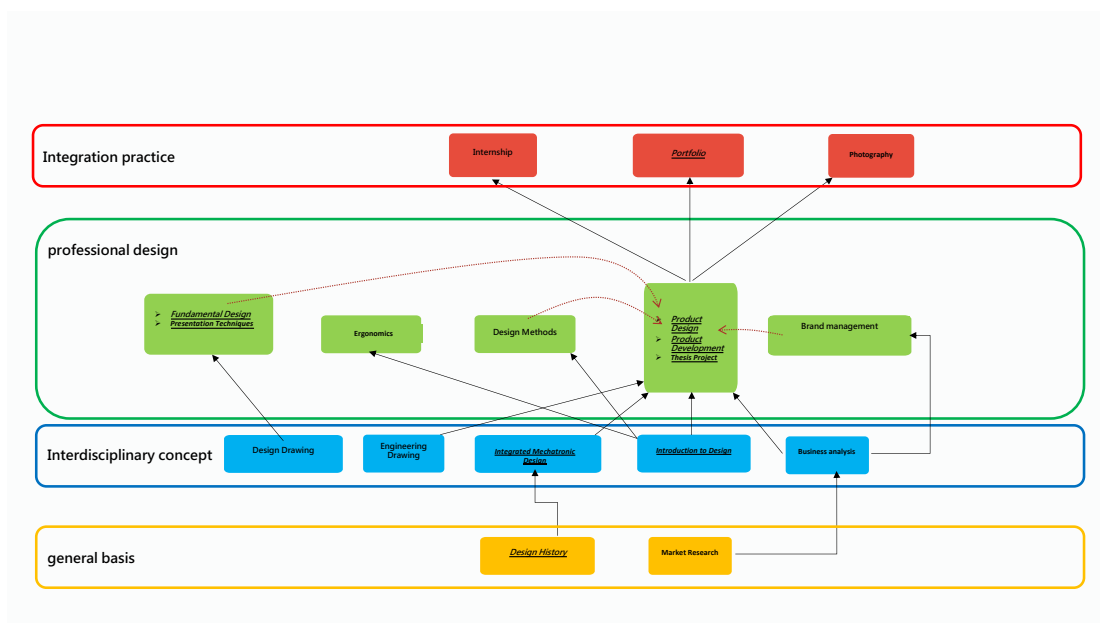 Integration practice
Internship
Portfolio
Photography
professional design
Fundamental Design
Presentation Techniques
Ergonomics
Design Methods
Product
Design
Product
Development
Thesis Project
Brand management
Interdisciplinary concept
Design Drawing
Engineering
Drawing
Integrated Mechatronic
Design
Introduction to Design
Business analysis
general basis
Design History
Market Research